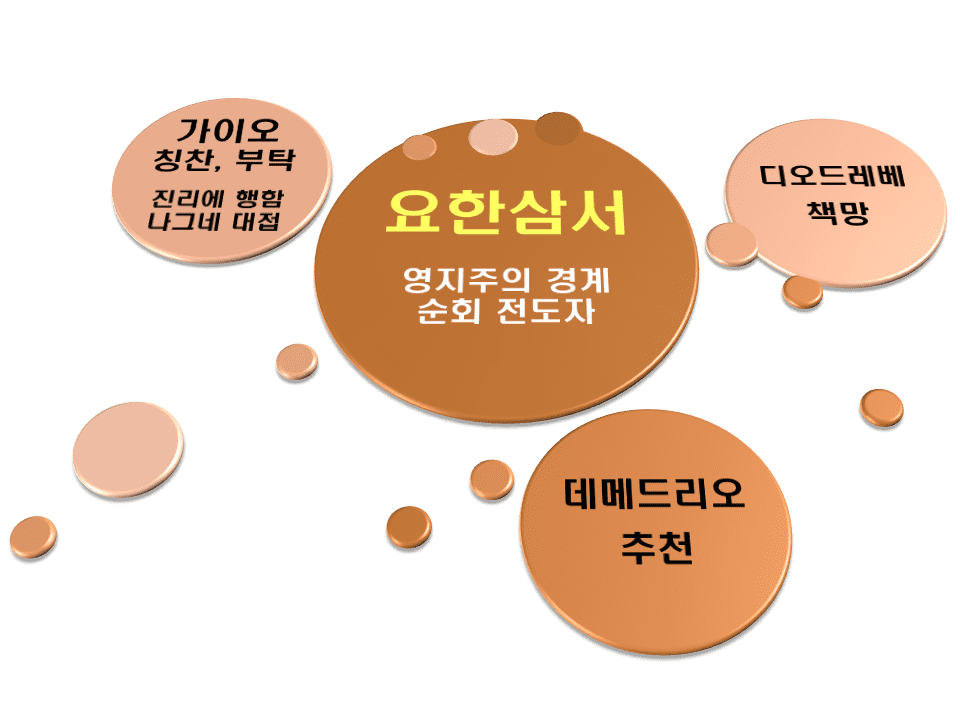 가이오
칭찬, 부탁
진리에 행함
나그네 대접
요한삼서
영지주의 경계
순회 전도자
디오드레베
책망
데메드리오
추천